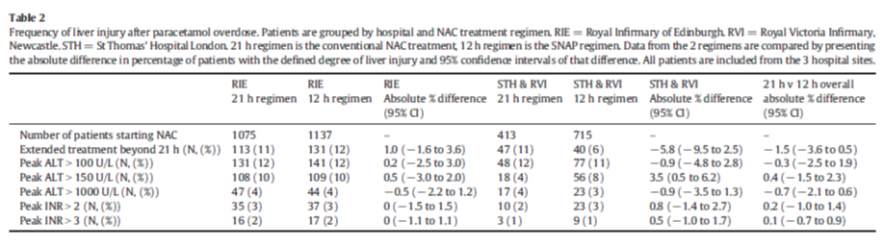 Table 2
Frequency of liver injury after paracetamol overdose. Patients are grouped by hospital and NAC treatment regimen. RIE = Royal Infirmary of Edinburgh. RVI = Royal Victoria Infirmary,
Newcastle. STH = St Thomas' Hospital London. 21 h regimen is the conventional NAC treatment, 12 h regimen is the SNAP regimen. Data from the 2 regimens are compared by presenting
the absolute difference in percentage of patients with the defined degree of liver injury and 95% confidence intervals of that difference. All patients are included from the 3 hospital sites.
RIE RIE RIE STH & RVI STH & RVI STH & RVI 21 h v 12 h overall
21 h regimen 12 h regimen Absolute % difference 21 h regimen 12 h regimen Absolute % difference absolute % difference
(95% CI) (95% CI) (95% CI)
Number of patients starting NAC 1075 1137 – 413 715 – –
Extended treatment beyond 21 h (N, (%)) 113 (11) 131 (12) 1.0 (−1.6 to 3.6) 47 (11) 40 (6) −5.8 (−9.5 to 2.5) −1.5 (−3.6 to 0.5)
Peak ALT > 100 U/L (N, (%)) 131 (12) 141 (12) 0.2 (−2.5 to 3.0) 48 (12) 77 (11) −0.9 (−4.8 to 2.8) −0.3 (−2.5 to 1.9)
Peak ALT > 150 U/L (N, (%)) 108 (10) 109 (10) 0.5 (−3.0 to 2.0) 18 (4) 56 (8) 3.5 (0.5 to 6.2) 0.4 (−1.5 to 2.3)
Peak ALT > 1000 U/L (N, (%)) 47 (4) 44 (4) −0.5 (−2.2 to 1.2) 17 (4) 23 (3) −0.9 (−3.5 to 1.3) −0.7 (−2.1 to 0.6)
Peak INR > 2 (N, (%)) 35 (3) 37 (3) 0 (−1.5 to 1.5) 10 (2) 23 (3) 0.8 (−1.4 to 2.7) 0.2 (−1.0 to 1.4)
Peak INR > 3 (N, (%)) 16 (2) 17 (2) 0 (−1.1 to 1.1) 3 (1) 9 (1) 0.5 (−1.0 to 1.7) 0.1 (−0.7 to 0.9)